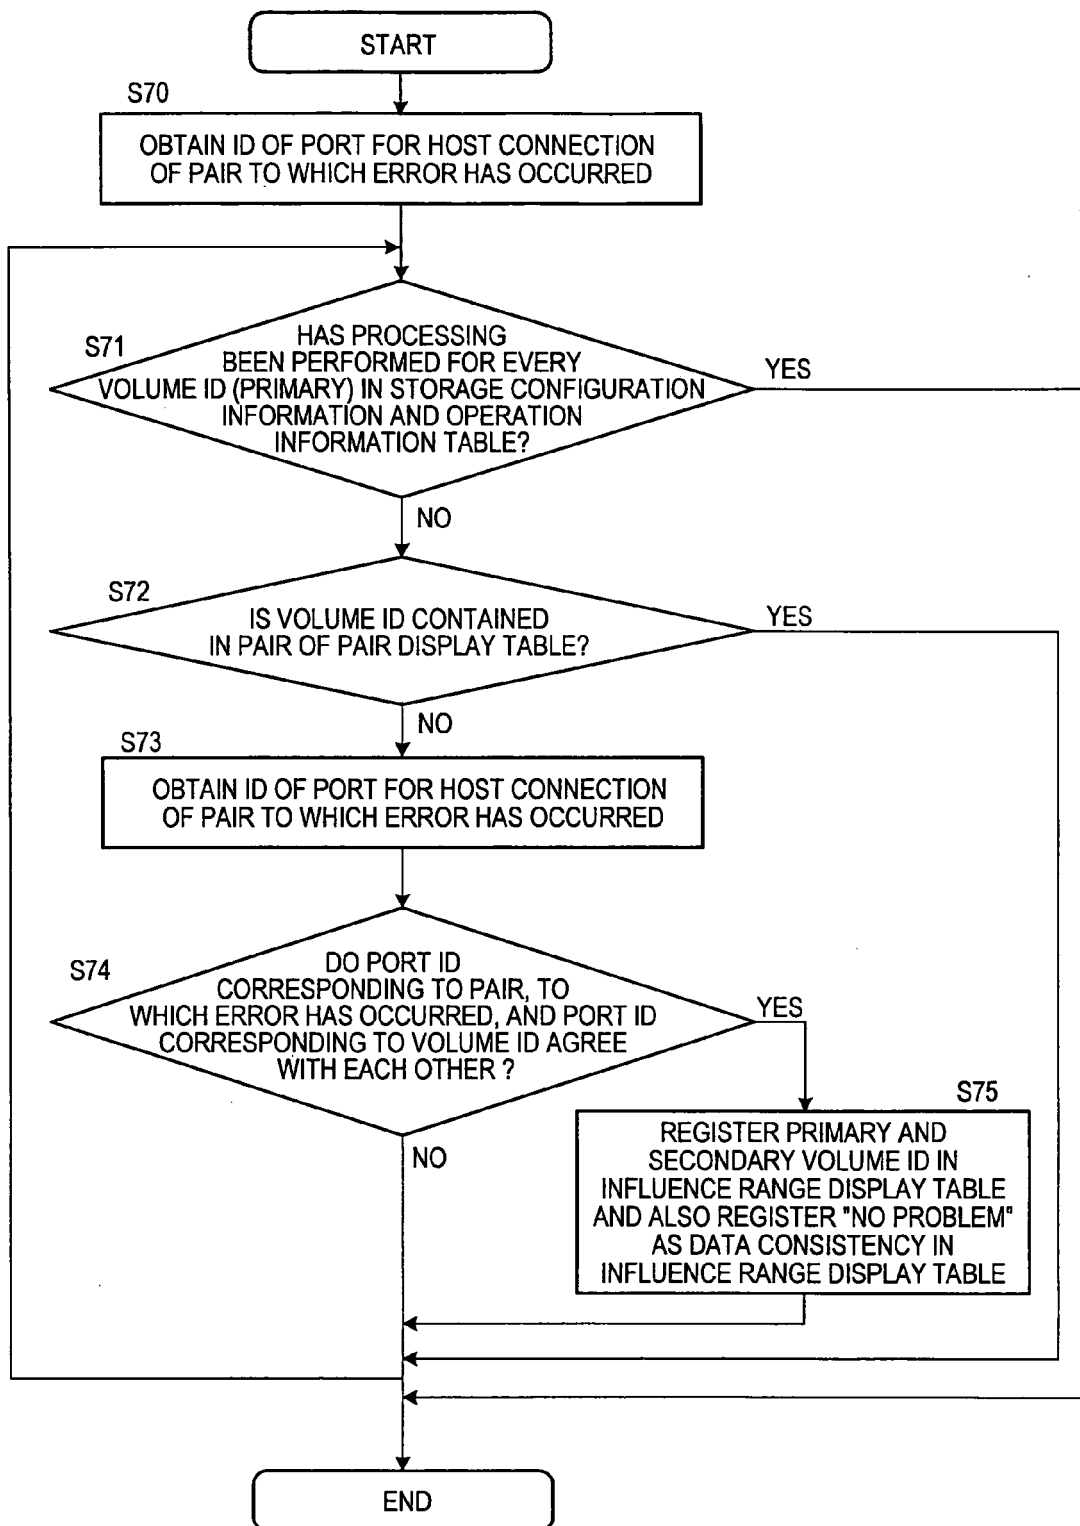 START
S70
OBTAIN ID OF PORT FOR HOST CONNECTION
OF PAIR TO WHICH ERROR HAS OCCURRED
S71
HAS PROCESSING
BEEN PERFORMED FOR EVERY
VOLUME ID (PRIMARY) IN STORAGE CONFIGURATION
INFORMATION AND OPERATION
INFORMATION TABLE?
YES
NO
S72
IS VOLUME ID CONTAINED
IN PAIR OF PAIR DISPLAY TABLE?
YES
NO
S73
OBTAIN ID OF PORT FOR HOST CONNECTION
OF PAIR TO WHICH ERROR HAS OCCURRED
S74
DO PORT ID
CORRESPONDING TO PAIR, TO
WHICH ERROR HAS OCCURRED, AND PORT ID
CORRESPONDING TO VOLUME ID AGREE
WITH EACH OTHER ?
YES
NO
S75
REGISTER PRIMARY AND
SECONDARY VOLUME ID IN
INFLUENCE RANGE DISPLAY TABLE
AND ALSO REGISTER "NO PROBLEM"
AS DATA CONSISTENCY IN
INFLUENCE RANGE DISPLAY TABLE
END